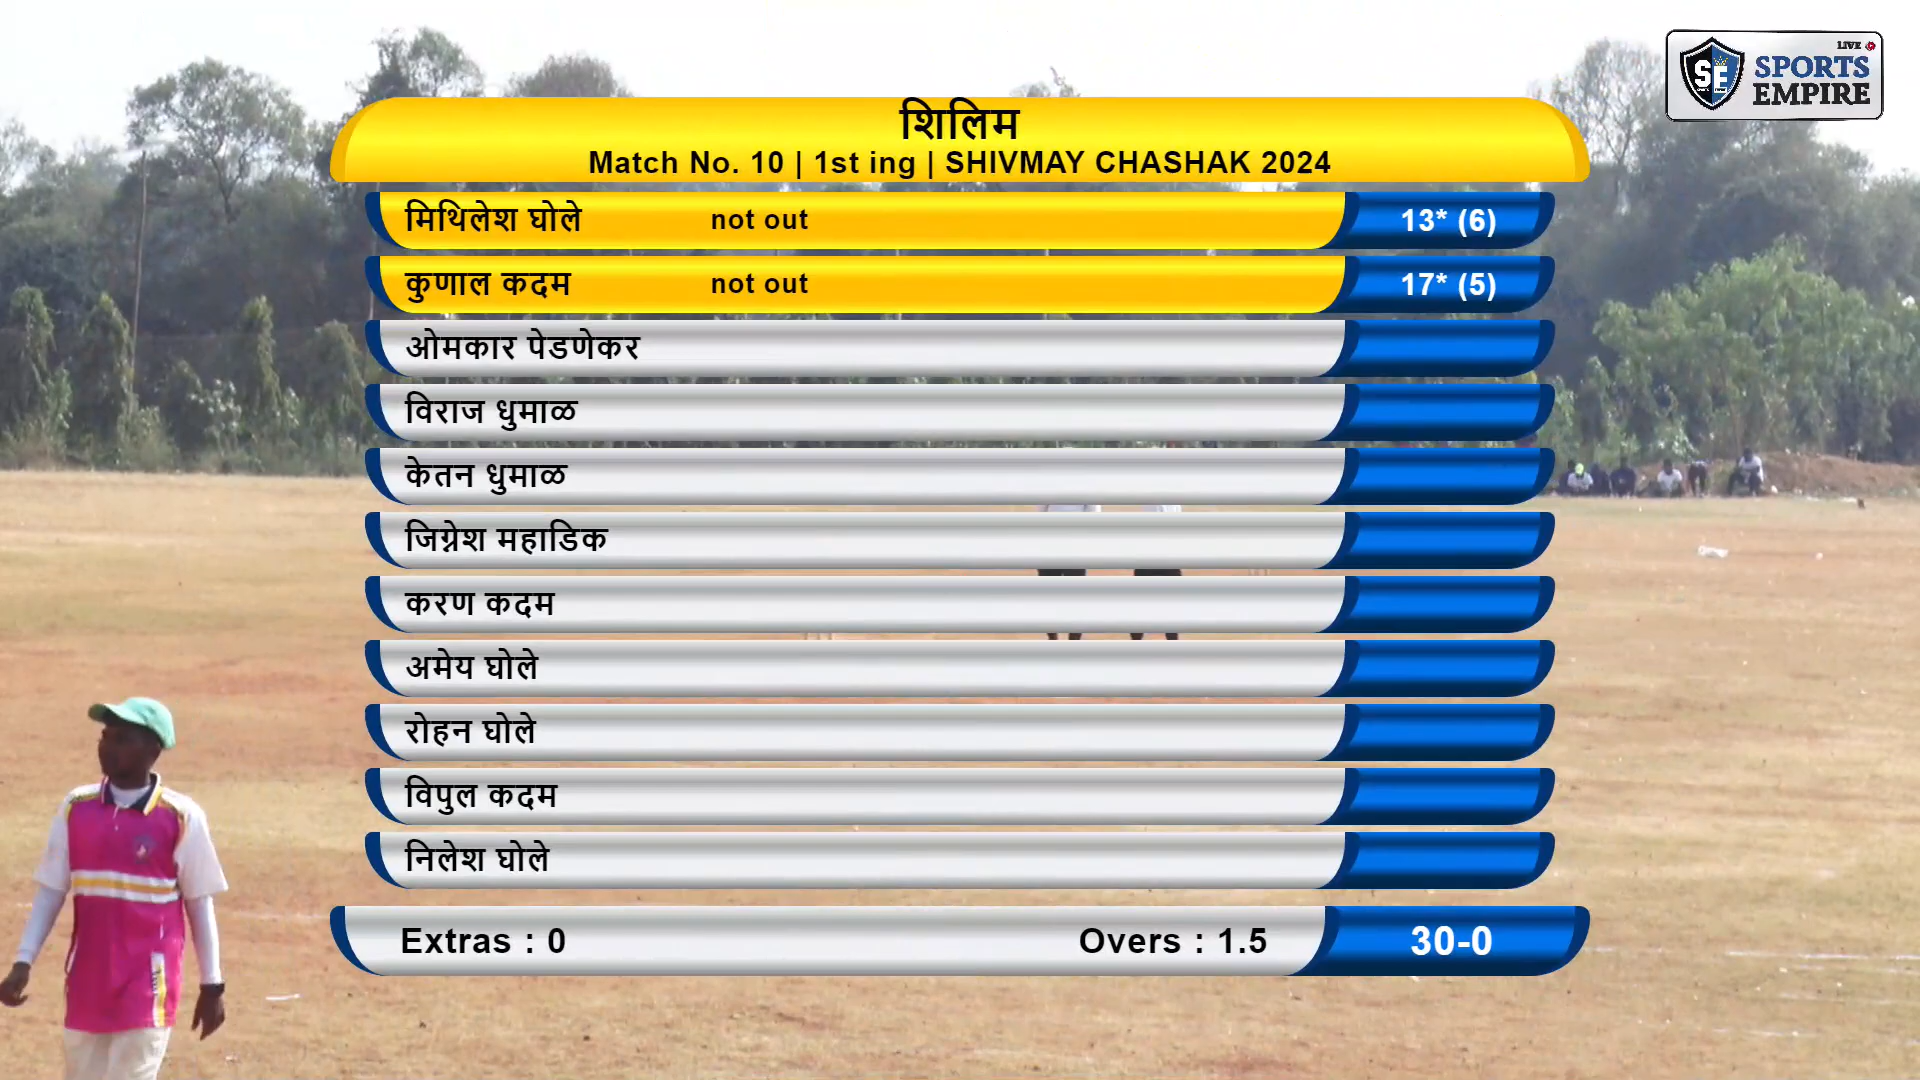 LIVE
SE SPORTS
EMPIRE
शिलिम
Match No. 10 | 1st ing | SHIVMAY CHASHAK 2024
मिथिलेश घोले not out 13* (6)
कुणाल कदम not out 17* (5)
ओमकार पेडणेकर
विराज धुमाळ
केतन धुमाळ
जिग्नेश महाडिक
करण कदम
अमेय घोले
रोहन घोले
विपुल कदम
निलेश घोले
Extras : 0 Overs : 1.5 30-0